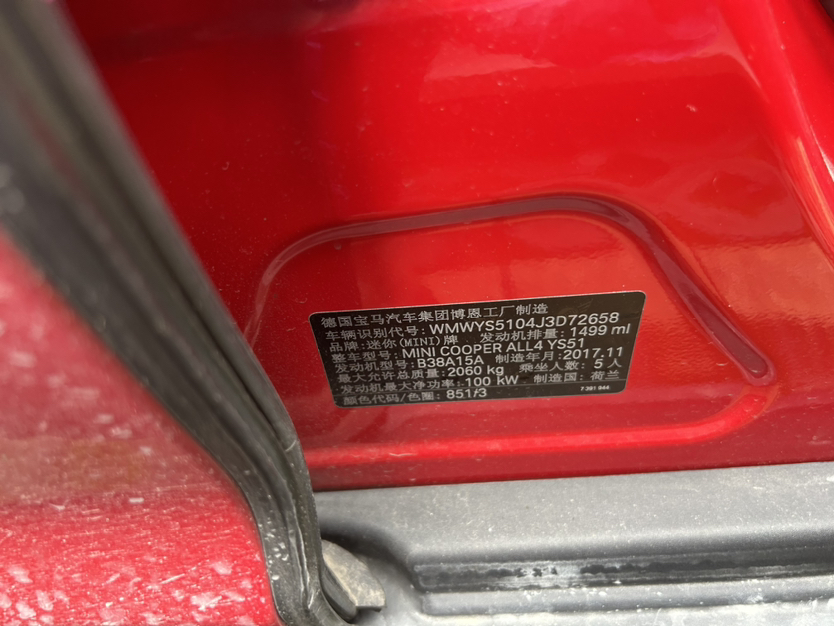 德国宝马汽车集团博恩工厂制造
车辆识别代号: WMWYS5104J3D72658
品牌: 迷你(MINI)牌 发动机排量: 1499 ml
整车型号: MINI COOPER ALL4 YS51
发动机型号: B38A15A 制造年月: 2017.11
最大允许总质量: 2060 kg 乘坐人数: 5 人
发动机最大净功率: 100 kW 制造国: 荷兰
颜色代码/色圈: 851/3 7 391 944